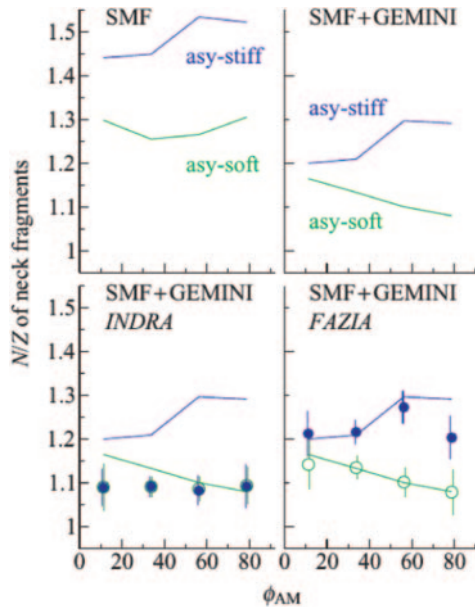 SMF
SMF+GEMINI
1.5
asy-stiff
1.4
asy-stiff
1.3
asy-soft
1.2
1.1
asy-soft
1
N/Z of neck fragments
SMF+GEMINI
INDRA
SMF+GEMINI
FAZIA
1.4
1.3
1.2
1.1
1
0 20 40 60 80 0 20 40 60 80
ϕAM